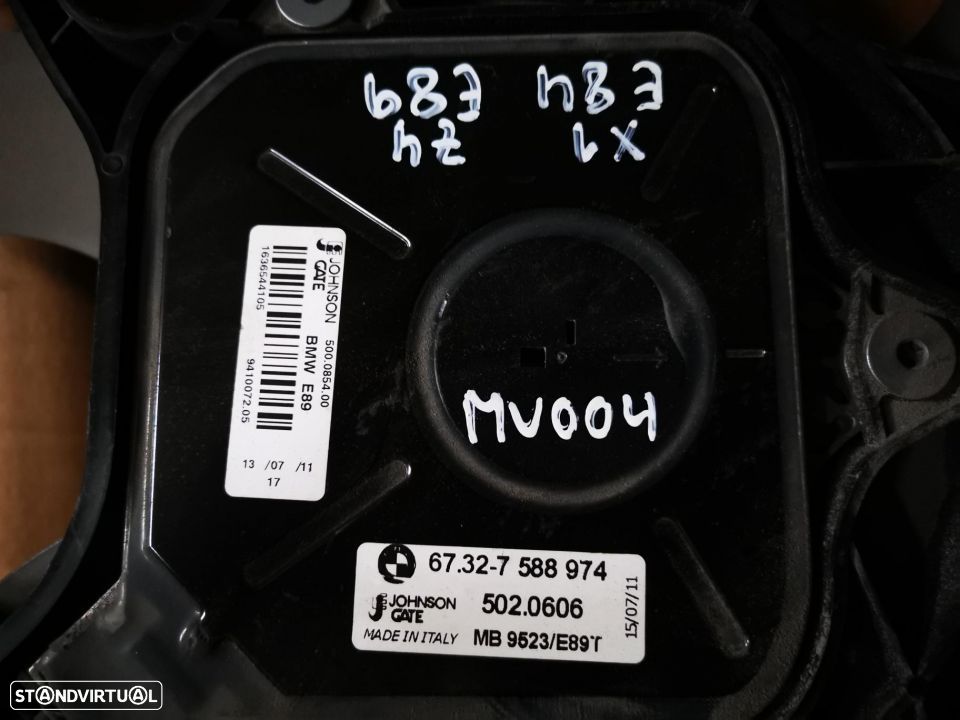 E84 E89
X1 Z4
JOHNSON 500.0854.00
GATE BMW E89
1636544105 9410072.05
13 /07 /11
17
MV004
67.32-7 588 974
JOHNSON 502.0606
GATE
MADE IN ITALY MB 9523/E89T
15/07/11
STANDVIRTUAL